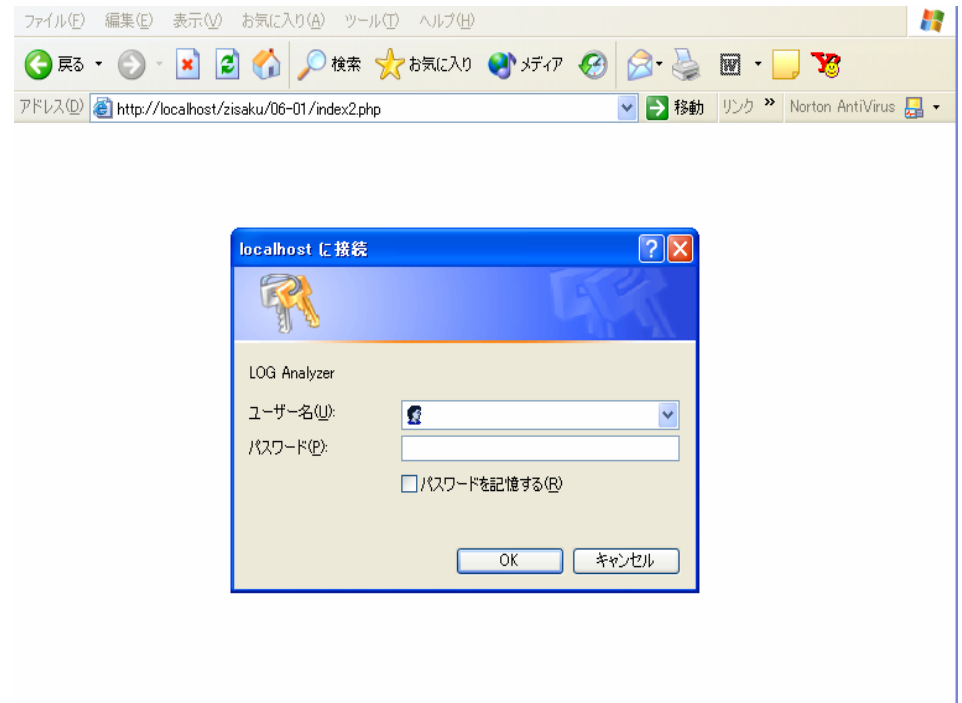 ファイル(F) 編集(E) 表示(V) お気に入り(A) ツール(T) ヘルプ(H)
戻る 検索 お気に入り メディア
アドレス(D) http://localhost/zisaku/06-01/index2.php 移動 リンク » Norton AntiVirus
localhost に接続
LOG Analyzer
ユーザー名(U):
パスワード(P):
パスワードを記憶する(R)
OK キャンセル